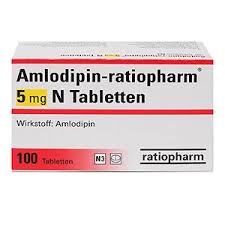 Amlodipin-ratiopharm®
5 mg N Tabletten
Wirkstoff: Amlodipin
100 Tabletten
N3
ratiopharm